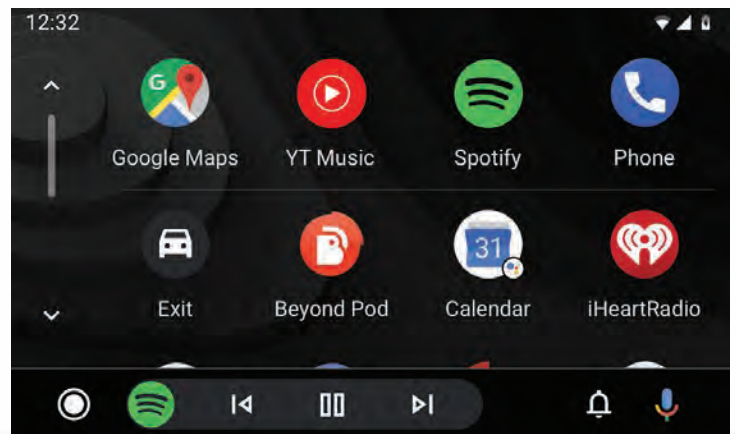 12:32
G
Google Maps YT Music Spotify Phone
31
Exit Beyond Pod Calendar iHeartRadio